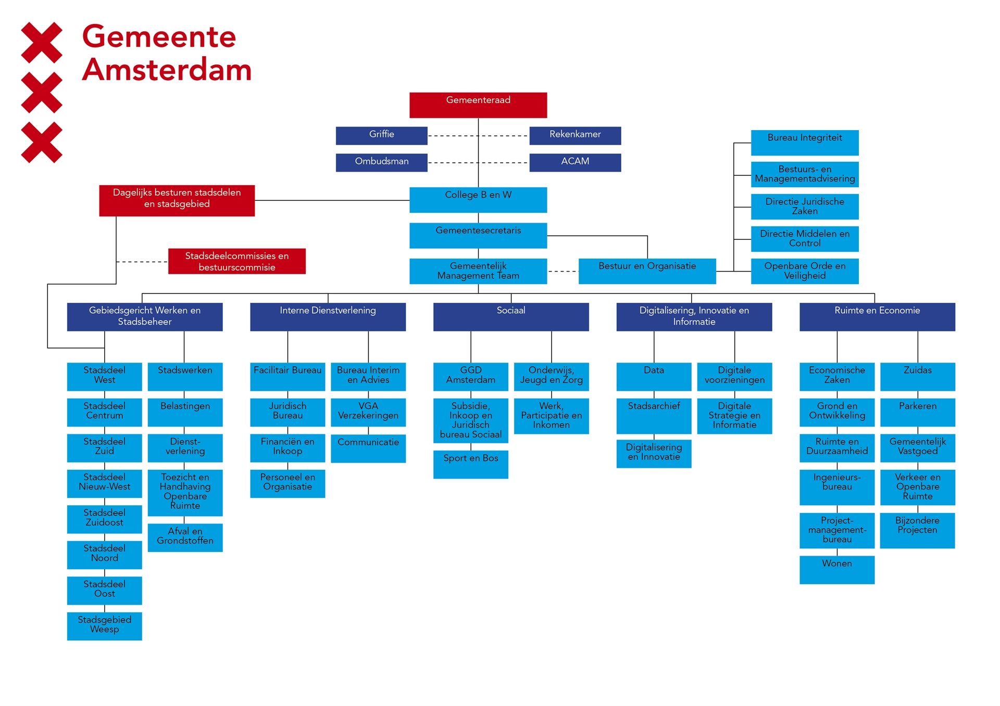 Gemeente
Amsterdam
Gemeenteraad
Griffie
Rekenkamer
Ombudsman
ACAM
Bureau Integriteit
Bestuurs- en
Managementadvisering
Directie Juridische
Zaken
Directie Middelen en
Control
Openbare Orde en
Veiligheid
Dagelijks besturen stadsdelen
en stadsgebied
College B en W
Gemeentesecretaris
Stadsdeelcommissies en
bestuurscommisie
Gemeentelijk
Management Team
Bestuur en Organisatie
Gebiedsgericht Werken en
Stadsbeheer
Stadsdeel
West
Stadsdeel
Centrum
Stadsdeel
Zuid
Stadsdeel
Nieuw-West
Stadsdeel
Zuidoost
Stadsdeel
Noord
Stadsdeel
Oost
Stadsgebied
Weesp
Stadswerken
Belastingen
Dienst-
verlening
Toezicht en
Handhaving
Openbare
Ruimte
Afval en
Grondstoffen
Interne Dienstverlening
Facilitair Bureau
Juridisch
Bureau
Financiën en
Inkoop
Personeel en
Organisatie
Bureau Interim
en Advies
VGA
Verzekeringen
Communicatie
Sociaal
GGD
Amsterdam
Subsidie,
Inkoop en
Juridisch
bureau Sociaal
Sport en Bos
Onderwijs,
Jeugd en Zorg
Werk,
Participatie en
Inkomen
Digitalisering, Innovatie en
Informatie
Data
Stadsarchief
Digitalisering
en Innovatie
Digitale
voorzieningen
Digitale
Strategie en
Informatie
Ruimte en Economie
Economische
Zaken
Grond en
Ontwikkeling
Ruimte en
Duurzaamheid
Ingenieurs-
bureau
Project-
management-
bureau
Wonen
Zuidas
Parkeren
Gemeentelijk
Vastgoed
Verkeer en
Openbare
Ruimte
Bijzondere
Projecten